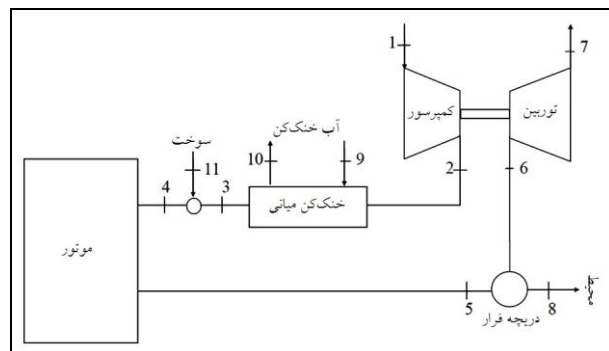 1
7
کمپرسور
توربین
آب خنک‌کن
سوخت
10
9
2
6
11
4
3
خنک‌کن میانی
موتور
5
8
محیط
دریچه فرار